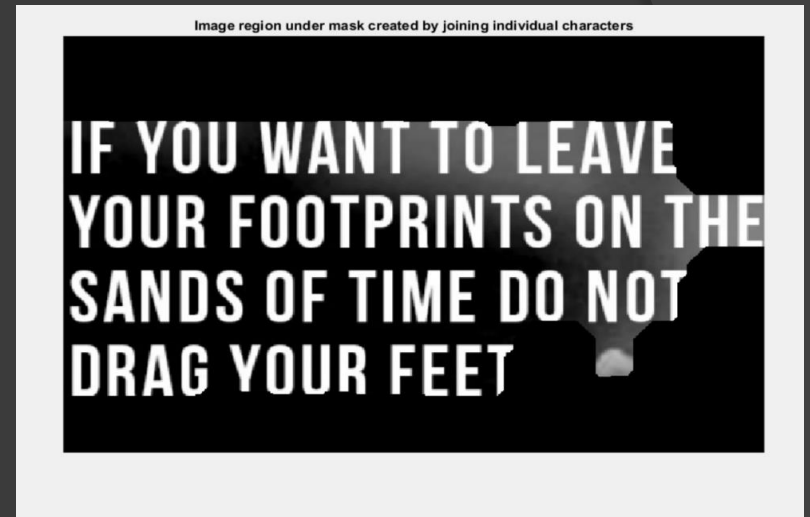 Image region under mask created by joining individual characters
IF YOU WANT TO LEAVE
YOUR FOOTPRINTS ON THE
SANDS OF TIME DO NOT
DRAG YOUR FEET